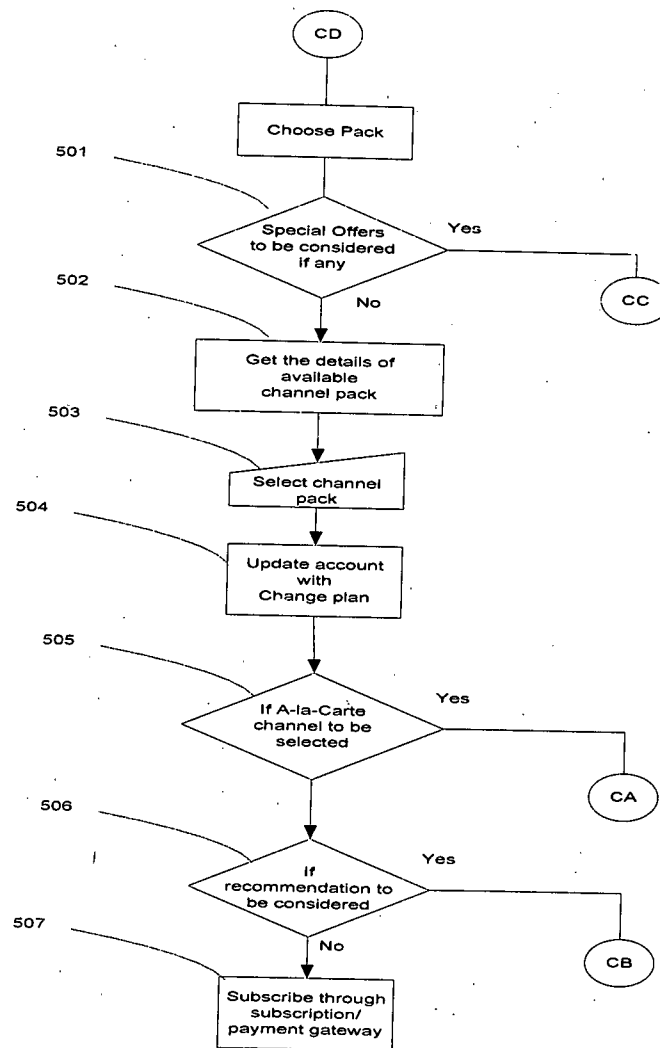 CD
Choose Pack
501
Special Offers
to be considered
if any
Yes
CC
502
No
Get the details of
available
channel pack
503
Select channel
pack
504
Update account
with
Change plan
505
If A-la-Carte
channel to be
selected
Yes
CA
506
If
recommendation to
be considered
Yes
CB
507
No
Subscribe through
subscription/
payment gateway